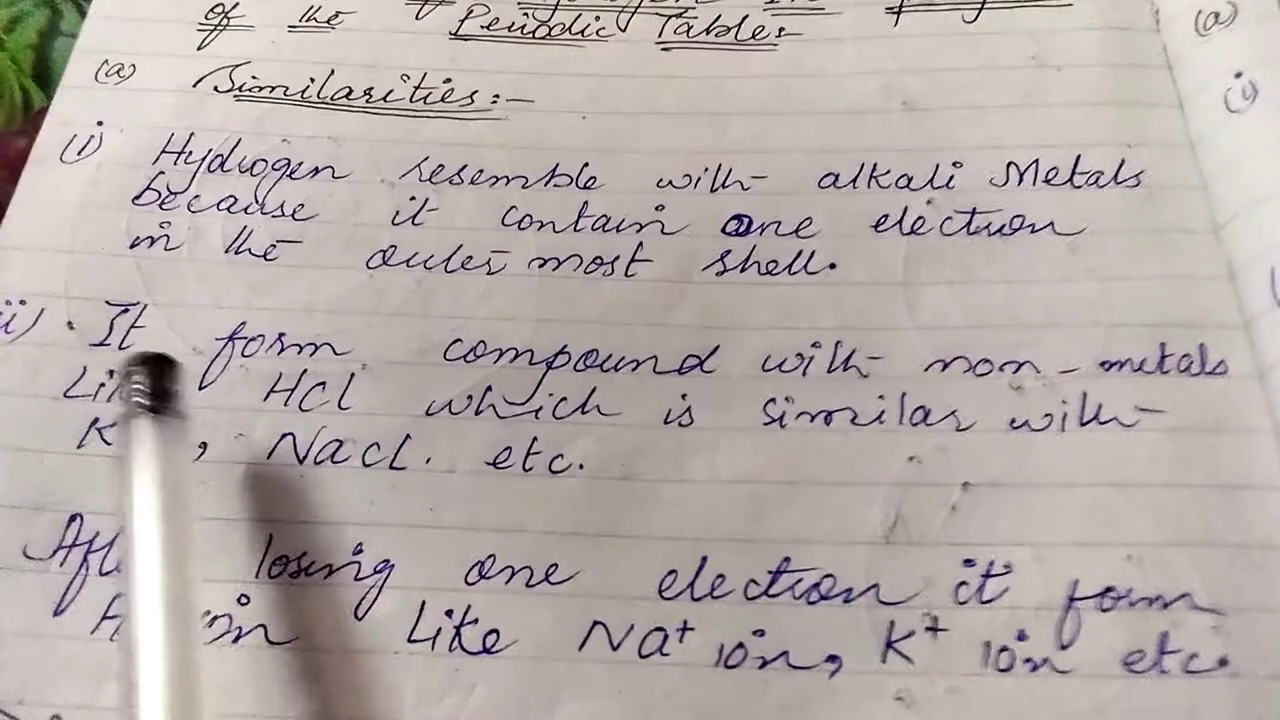 of the Periodic Table:-
(a) Similarities:-
(i) Hydrogen resemble with alkali Metals
because it contain one electron
in the outer most shell.
ii) It form compound with non-metals
HCl which is similar with
K , NaCl. etc.
losing one electron it form
Like Na+ ion, K+ ion etc.
(a)
(i)